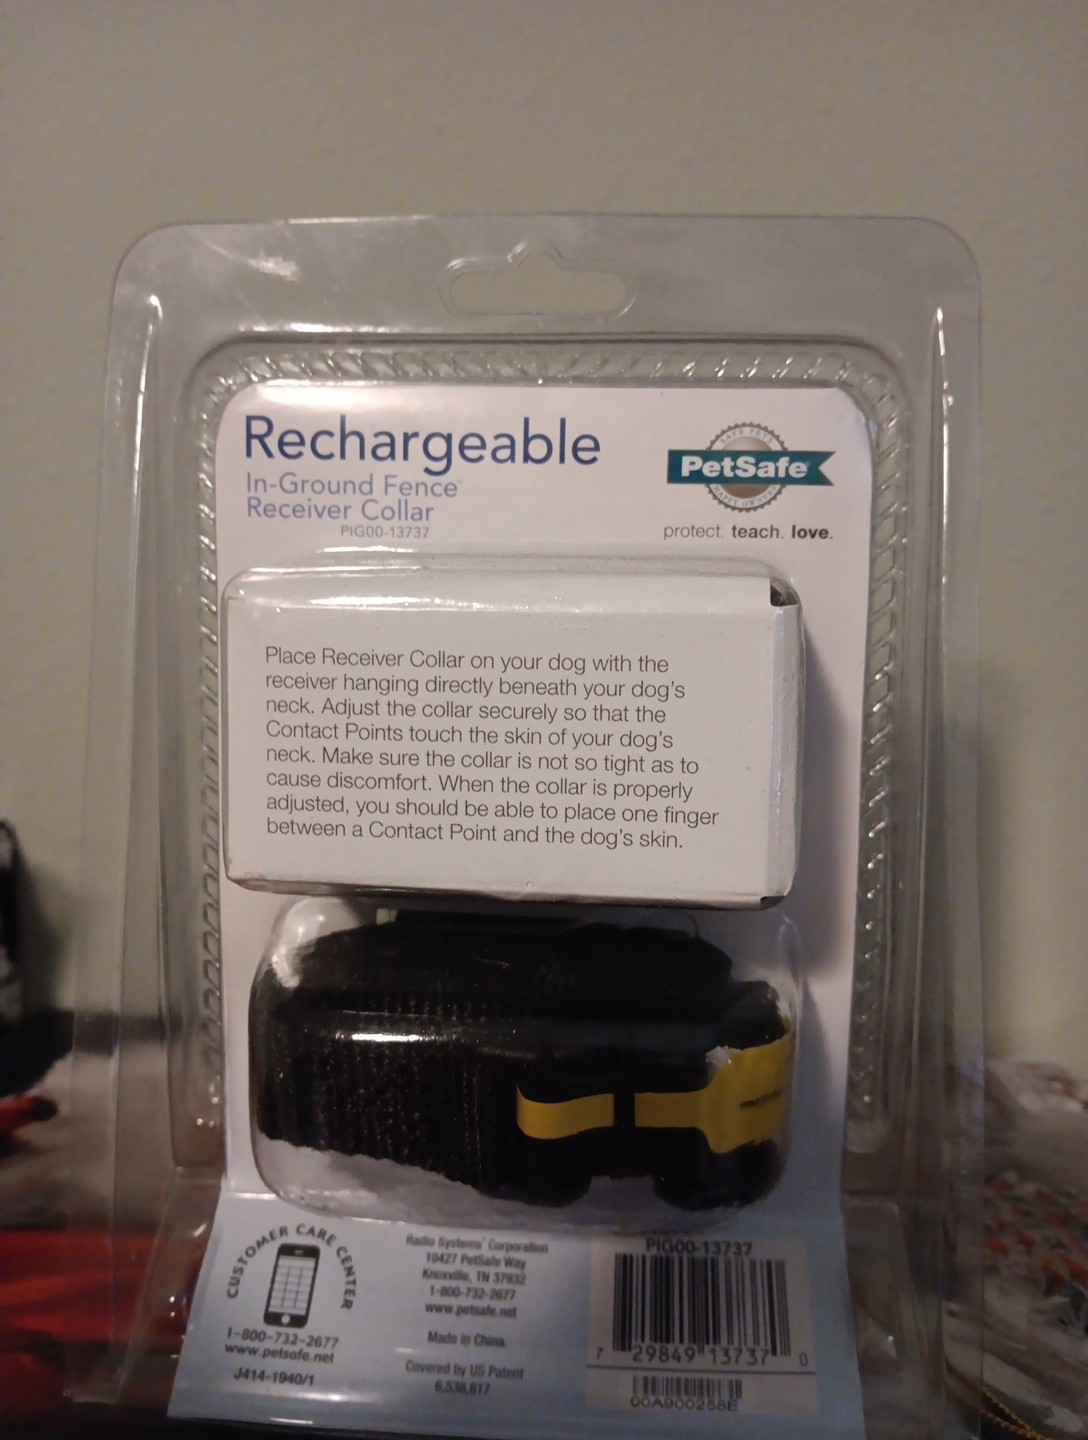 Rechargeable
In-Ground Fence™
Receiver Collar
PIG00-13737
SAFE PETS
PetSafe®
HAPPY OWNERS
protect. teach. love.
Place Receiver Collar on your dog with the
receiver hanging directly beneath your dog's
neck. Adjust the collar securely so that the
Contact Points touch the skin of your dog's
neck. Make sure the collar is not so tight as to
cause discomfort. When the collar is properly
adjusted, you should be able to place one finger
between a Contact Point and the dog's skin.
CUSTOMER CARE CENTER
1-800-732-2677
www.petsafe.net
J414-1940/1
Radio Systems® Corporation
10427 PetSafe Way
Knoxville, TN 37932
1-800-732-2677
www.petsafe.net
Made in China.
Covered by US Patent
6,538,617
PIG00-13737
7 29849 13737 0
00A900258E